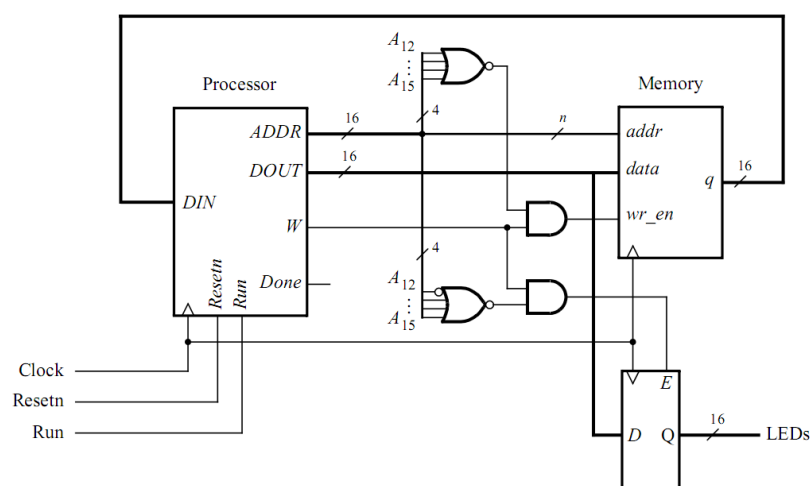 A12
⋮
A15
Processor
Memory
4
16
n
ADDR
addr
16
16
DOUT
data
q
DIN
wr_en
W
4
Resetn
Run
Done
A12
⋮
A15
Clock
E
Resetn
16
Run
D
Q
LEDs